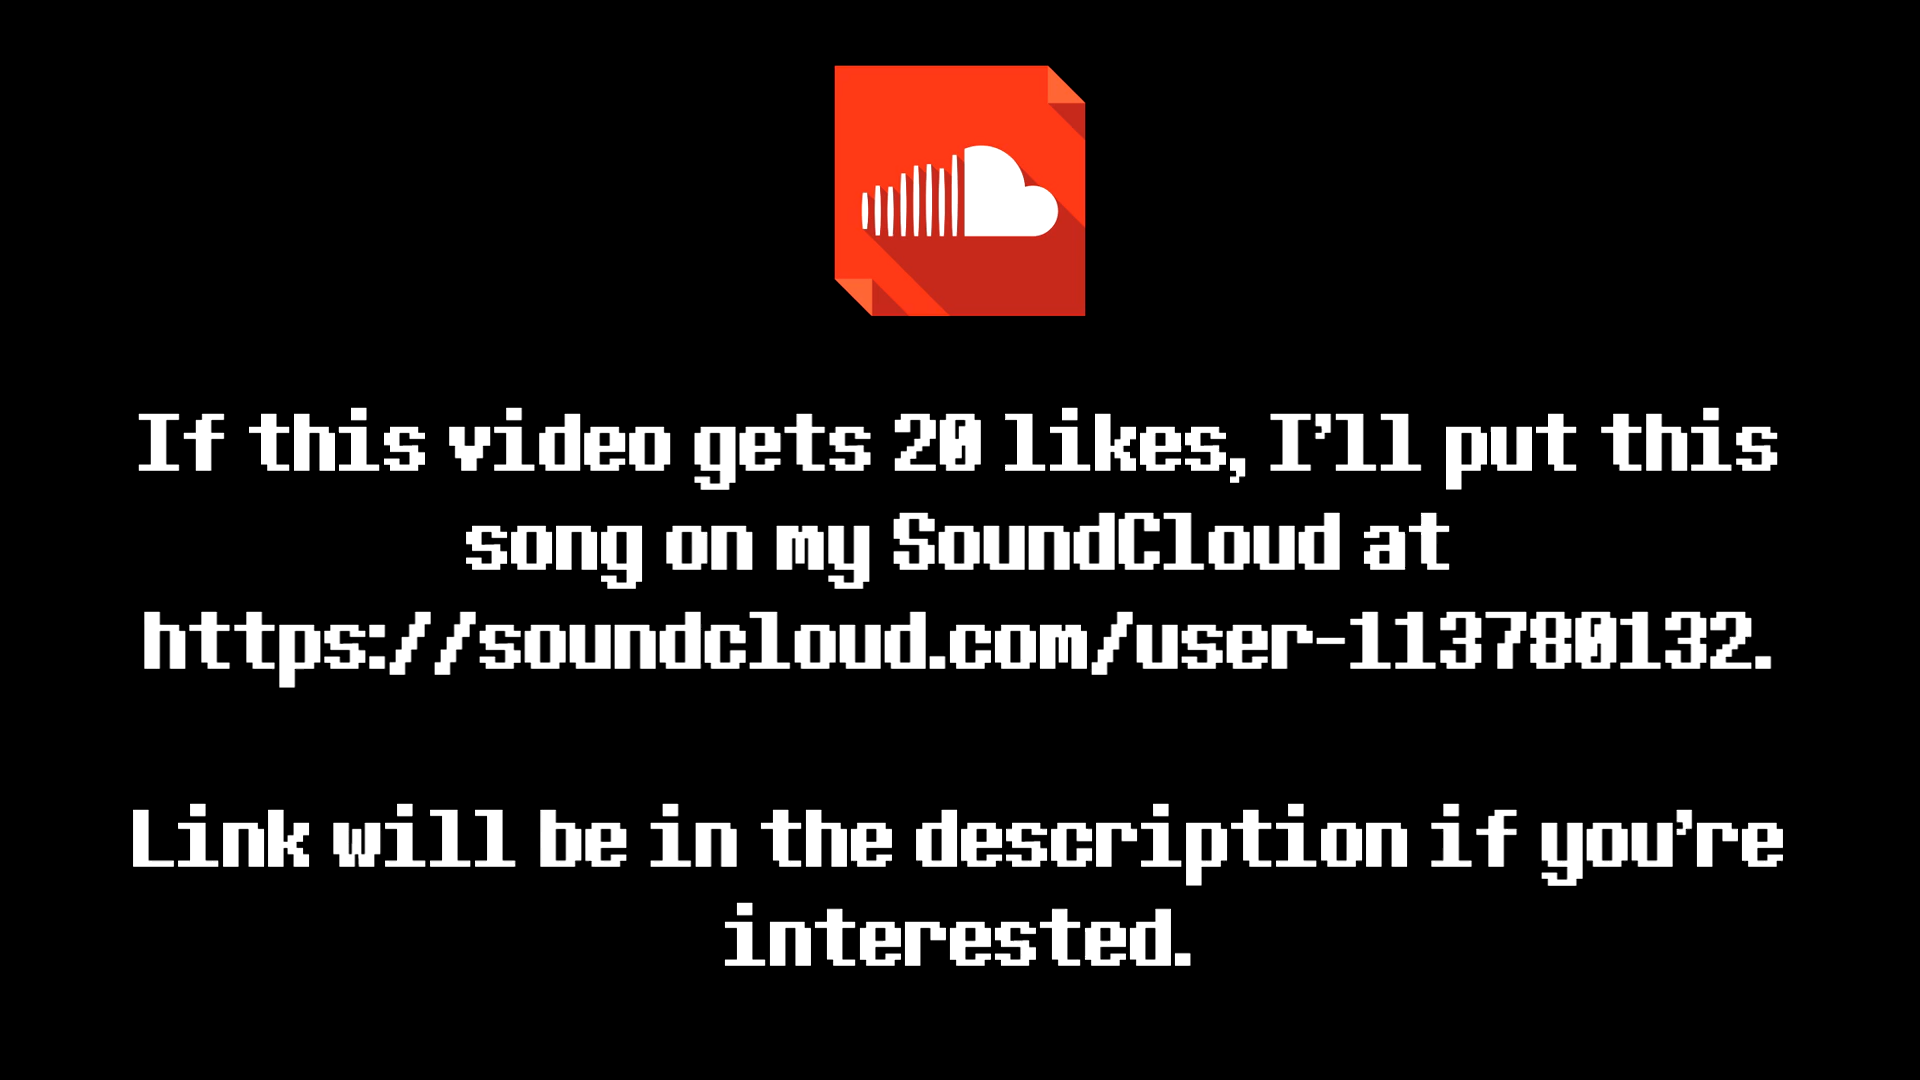 If this video gets 20 likes, I'll put this
song on my SoundCloud at
https://soundcloud.com/user-113780132.
Link will be in the description if you're
interested.